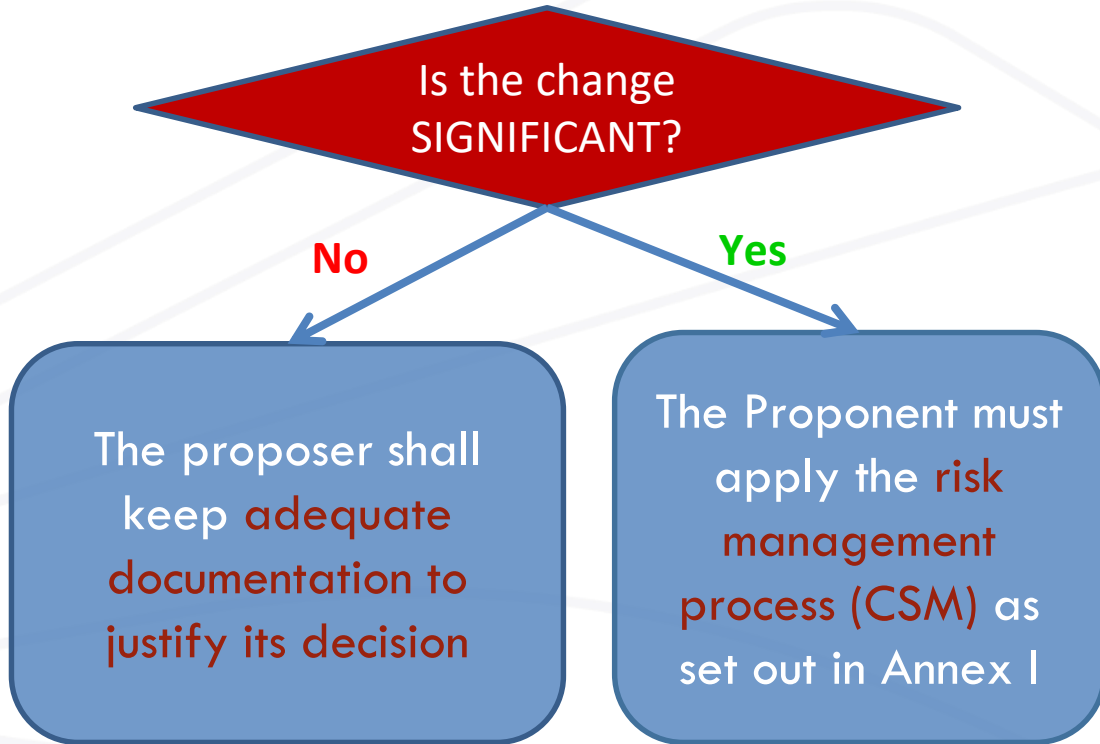 Is the change
SIGNIFICANT?
No
Yes
The proposer shall
keep adequate
documentation to
justify its decision
The Proponent must
apply the risk
management
process (CSM) as
set out in Annex I